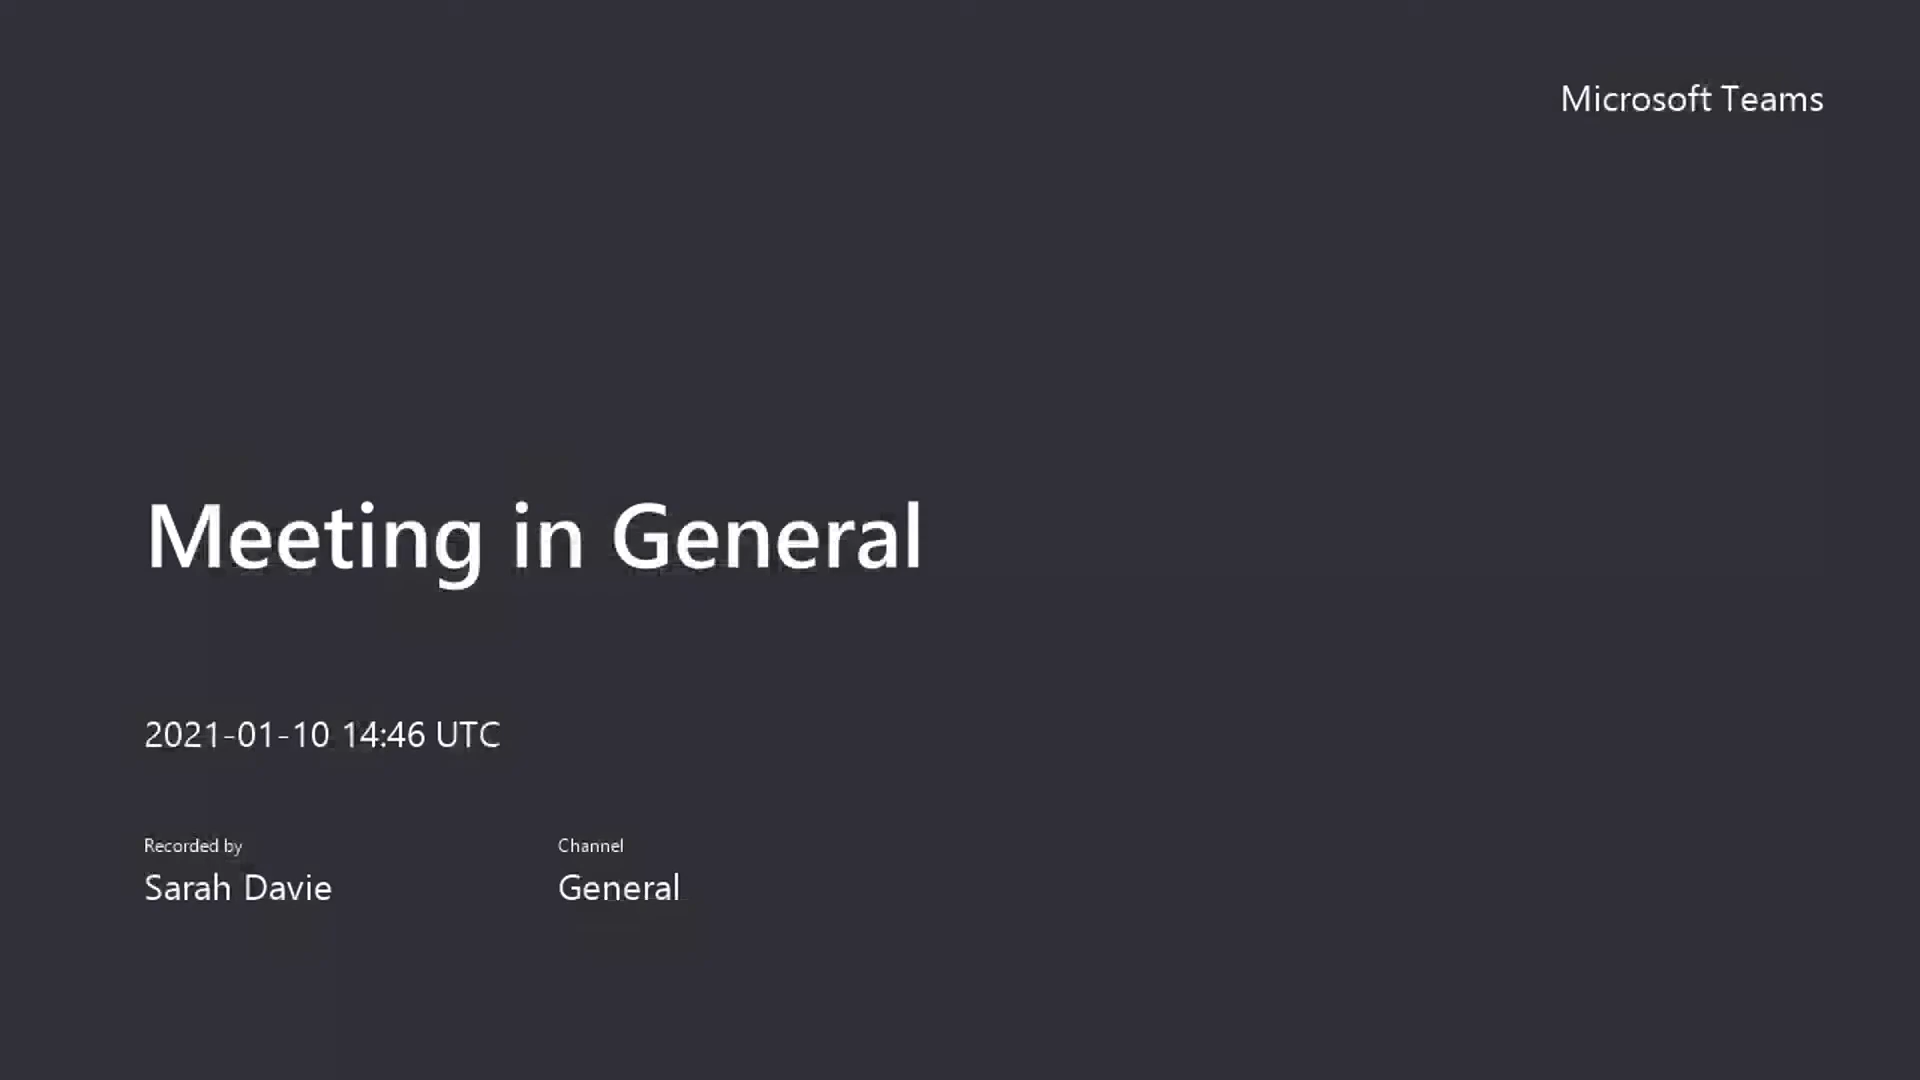 Microsoft Teams
Meeting in General
2021-01-10 14:46 UTC
Recorded by
Sarah Davie
Channel
General